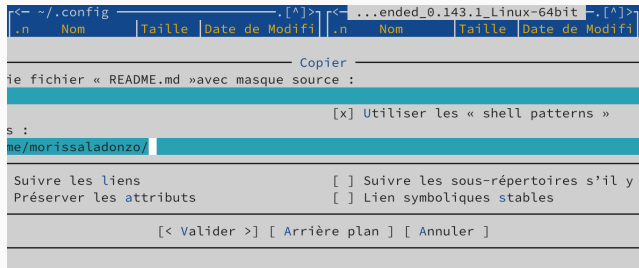 <─ ~/.config ─.[^]>
<─ ...ended_0.143.1_Linux-64bit ─.[^]>
.n Nom Taille Date de Modifi
.n Nom Taille Date de Modifi
Copier
ie fichier « README.md »avec masque source :
[x] Utiliser les « shell patterns »
s :
me/morissaladonzo/
Suivre les liens
[ ] Suivre les sous-répertoires s'il y
Préserver les attributs
[ ] Lien symboliques stables
[< Valider >] [ Arrière plan ] [ Annuler ]